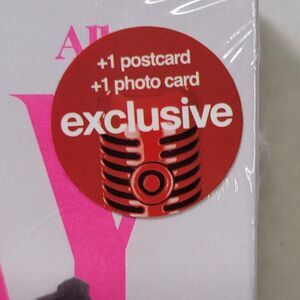 All
+1 postcard
+1 photo card
exclusive
Y